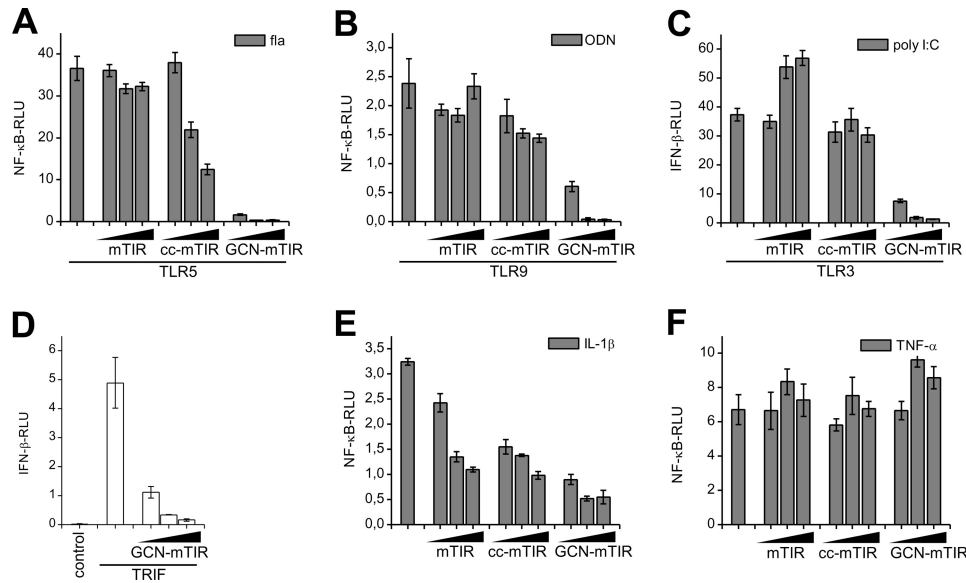 A
fla
NF-κB-RLU
40
30
20
10
0
mTIR cc-mTIR GCN-mTIR
TLR5
B
ODN
NF-κB-RLU
3,0
2,5
2,0
1,5
1,0
0,5
0,0
mTIR cc-mTIR GCN-mTIR
TLR9
C
poly I:C
IFN-β-RLU
70
60
50
40
30
20
10
0
mTIR cc-mTIR GCN-mTIR
TLR3
D
IFN-β-RLU
6
5
4
3
2
1
0
control
GCN-mTIR
TRIF
E
IL-1β
NF-κB-RLU
3,5
3,0
2,5
2,0
1,5
1,0
0,5
0,0
mTIR cc-mTIR GCN-mTIR
F
TNF-α
NF-κB-RLU
10
8
6
4
2
0
mTIR cc-mTIR GCN-mTIR